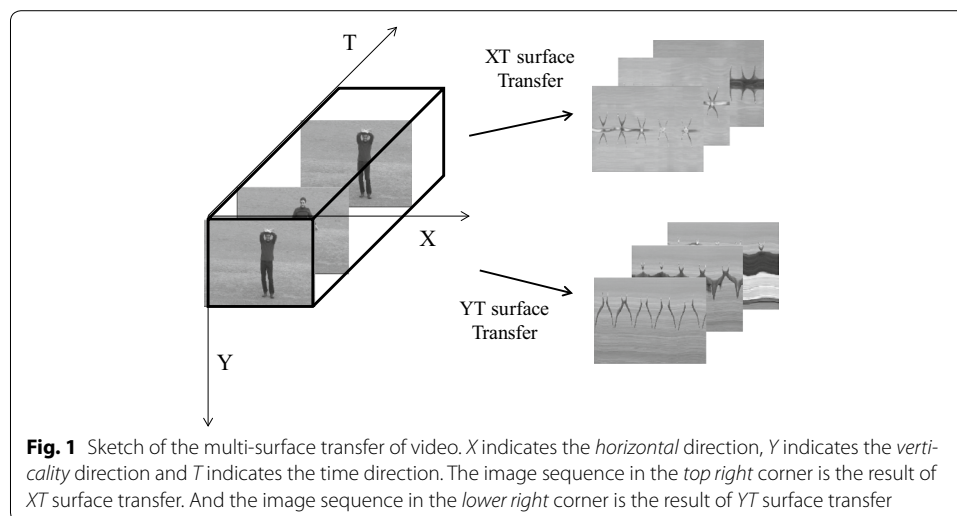 T
XT surface
Transfer
X
YT surface
Transfer
Y
Fig. 1 Sketch of the multi-surface transfer of video. X indicates the horizontal direction, Y indicates the verti-
cality direction and T indicates the time direction. The image sequence in the top right corner is the result of
XT surface transfer. And the image sequence in the lower right corner is the result of YT surface transfer